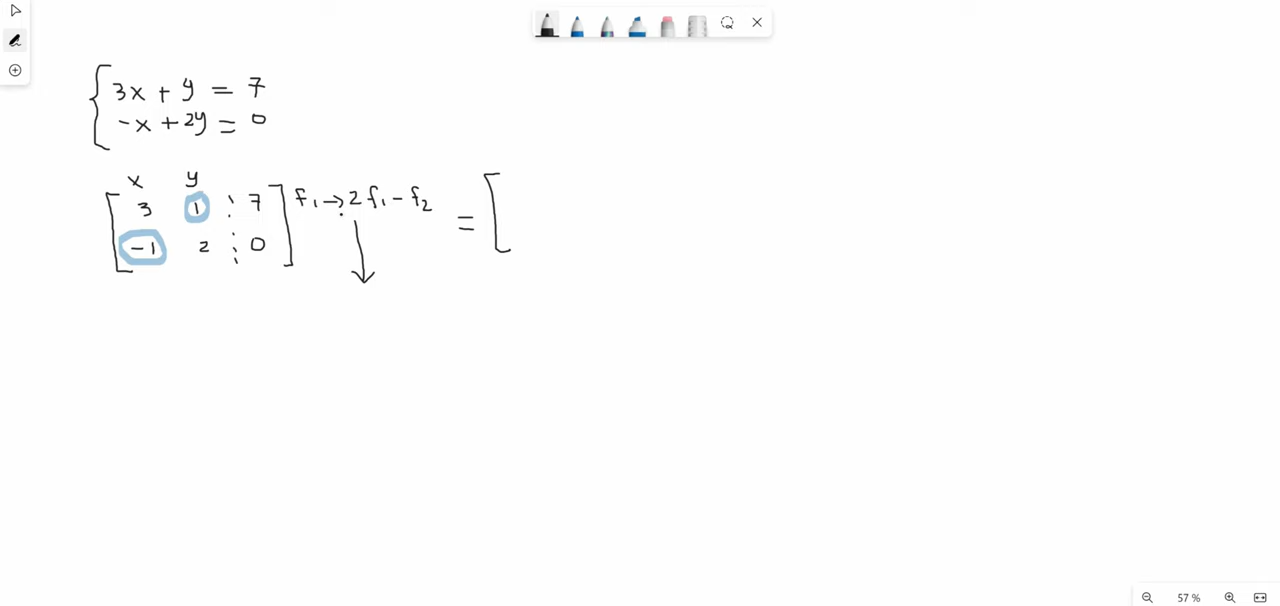 3x + y = 7
-x + 2y = 0
x y
3 1 7 f₁ → 2f₁ - f₂ =
-1 2 0
57 %